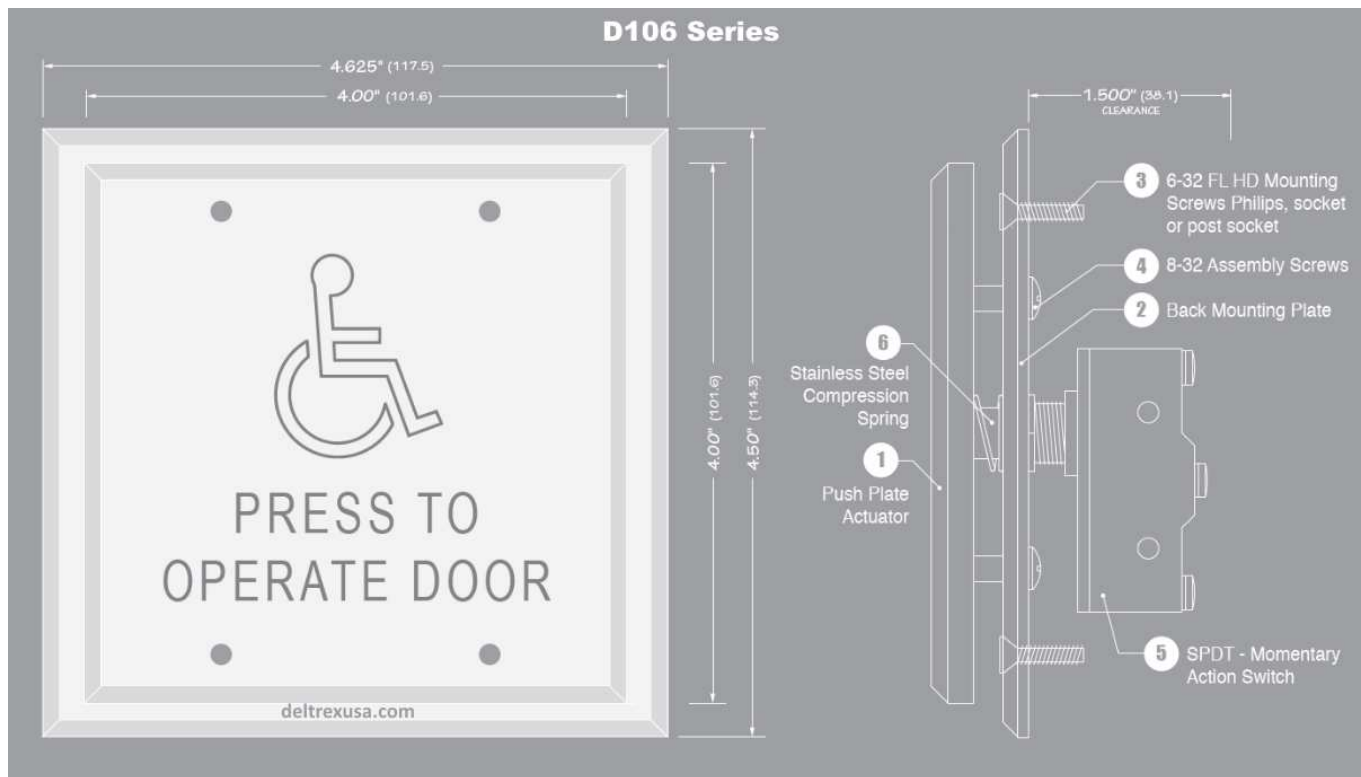 D106 Series
4.625" (117.5)
4.00" (101.6)
1.500" (38.1)
CLEARANCE
3 6-32 FL HD Mounting
Screws Philips, socket
or post socket
4 8-32 Assembly Screws
2 Back Mounting Plate
6
Stainless Steel
Compression
Spring
1
Push Plate
Actuator
4.00" (101.6)
4.50" (114.3)
PRESS TO
OPERATE DOOR
5 SPDT - Momentary
Action Switch
deltrexusa.com